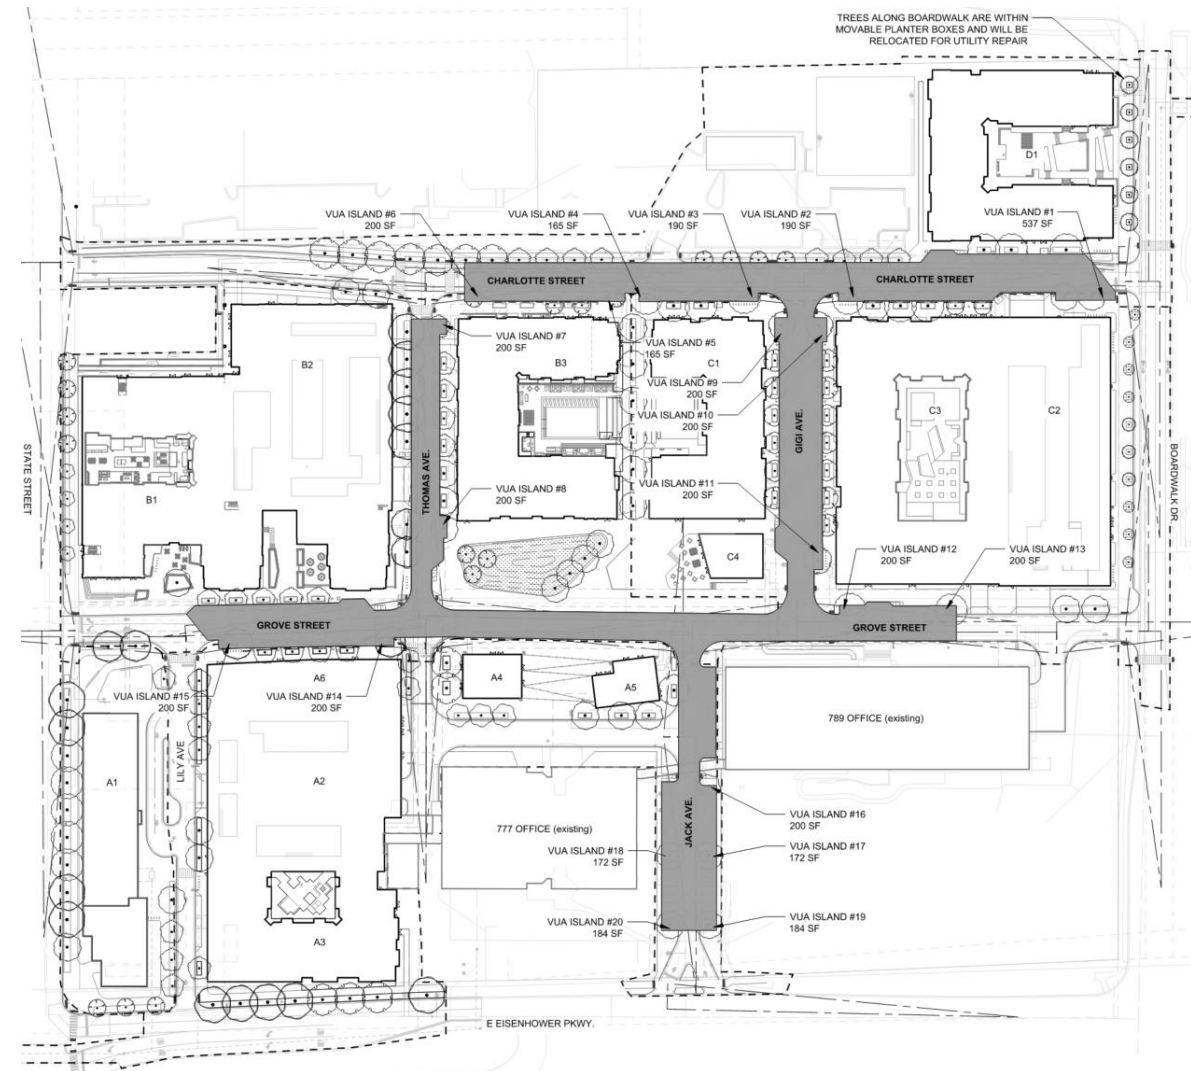 TREES ALONG BOARDWALK ARE WITHIN
MOVABLE PLANTER BOXES AND WILL BE
RELOCATED FOR UTILITY REPAIR
D1
VUA ISLAND #6
200 SF
VUA ISLAND #4
165 SF
VUA ISLAND #3
190 SF
VUA ISLAND #2
190 SF
VUA ISLAND #1
537 SF
CHARLOTTE STREET
CHARLOTTE STREET
VUA ISLAND #7
200 SF
VUA ISLAND #5
165 SF
B2
B3
C1
VUA ISLAND #9
200 SF
VUA ISLAND #10
200 SF
C3
C2
GIGI AVE.
THOMAS AVE.
STATE STREET
BOARDWALK DR.
B1
VUA ISLAND #8
200 SF
VUA ISLAND #11
200 SF
C4
VUA ISLAND #12
200 SF
VUA ISLAND #13
200 SF
GROVE STREET
GROVE STREET
A6
A4
A5
VUA ISLAND #15
200 SF
VUA ISLAND #14
200 SF
789 OFFICE (existing)
LILY AVE
A1
A2
777 OFFICE (existing)
JACK AVE.
VUA ISLAND #16
200 SF
VUA ISLAND #18
172 SF
VUA ISLAND #17
172 SF
VUA ISLAND #20
184 SF
VUA ISLAND #19
184 SF
A3
E EISENHOWER PKWY.